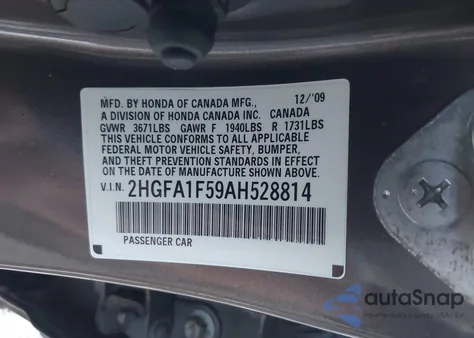 MFD. BY HONDA OF CANADA MFG., 12/'09
A DIVISION OF HONDA CANADA INC. CANADA
GVWR 3671LBS GAWR F 1940LBS R 1731LBS
THIS VEHICLE CONFORMS TO ALL APPLICABLE
FEDERAL MOTOR VEHICLE SAFETY, BUMPER,
AND THEFT PREVENTION STANDARDS IN EFFECT
ON THE DATE OF MANUFACTURE SHOWN ABOVE.
V.I.N. 2HGFA1F59AH528814
PASSENGER CAR
autoSnap